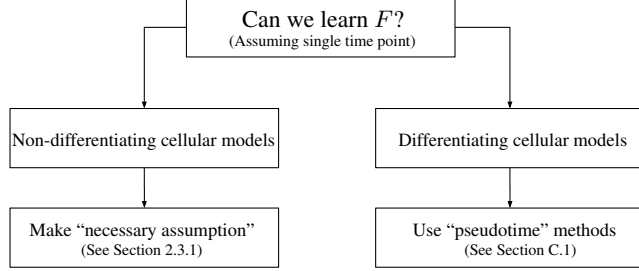 Can we learn F?
(Assuming single time point)
Non-differentiating cellular models
Differentiating cellular models
Make “necessary assumption”
(See Section 2.3.1)
Use “pseudotime” methods
(See Section C.1)